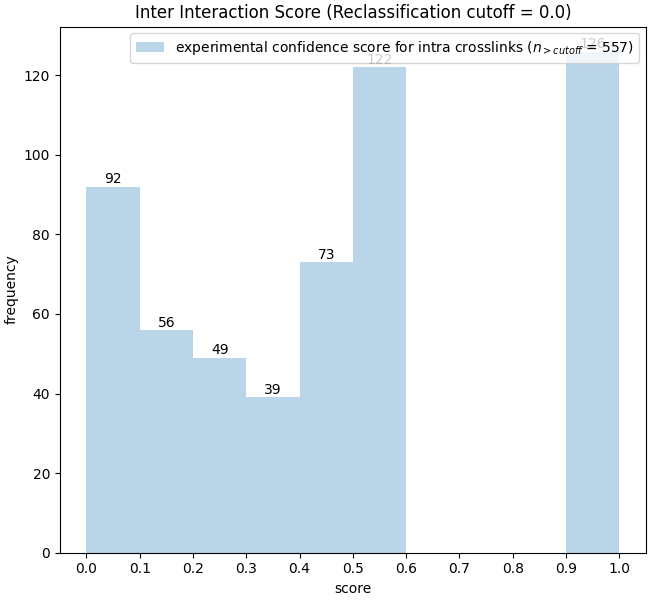 Inter Interaction Score (Reclassification cutoff = 0.0)
experimental confidence score for intra crosslinks (n>cutoff = 557)
126
122
120
100
92
80
73
60
56
49
40
39
20
0
frequency
0.0 0.1 0.2 0.3 0.4 0.5 0.6 0.7 0.8 0.9 1.0
score